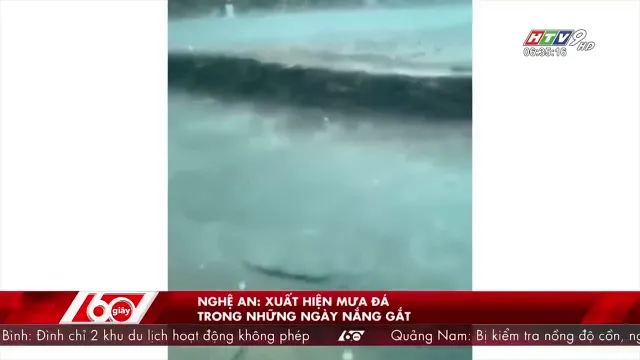 HTV9 HD
06:35:16
60 giây
NGHỆ AN: XUẤT HIỆN MƯA ĐÁ
TRONG NHỮNG NGÀY NẮNG GẮT
Bình: Đình chỉ 2 khu du lịch hoạt động không phép 60 Quảng Nam: Bị kiểm tra nồng độ cồn, n